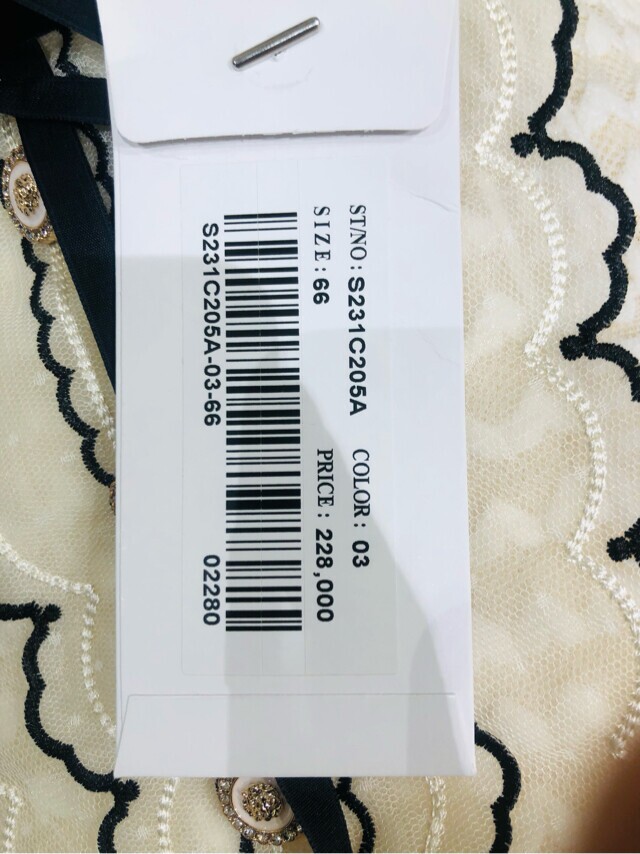 ST/NO: S231C205A COLOR: 03
SIZE: 66 PRICE: 228,000
S231C205A-03-66 02280